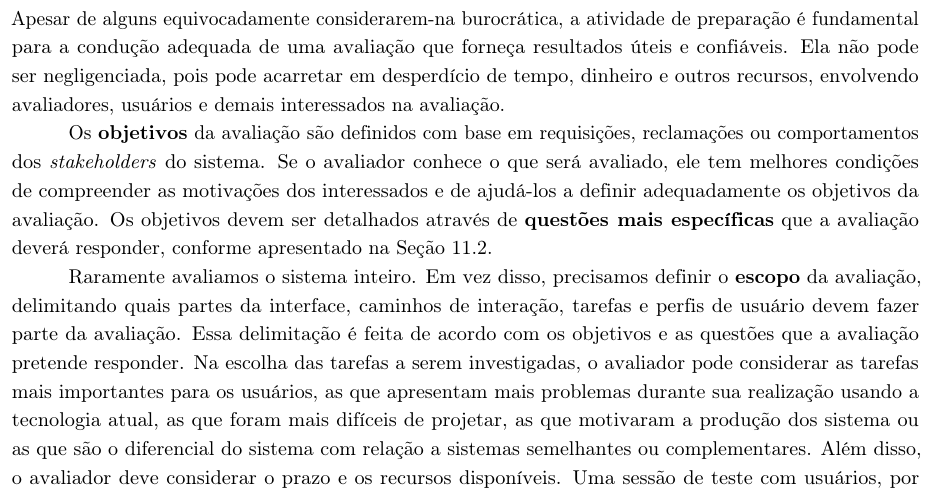 Apesar de alguns equivocadamente considerarem-na burocrática, a atividade de preparação é fundamental
para a condução adequada de uma avaliação que forneça resultados úteis e confiáveis. Ela não pode
ser negligenciada, pois pode acarretar em desperdício de tempo, dinheiro e outros recursos, envolvendo
avaliadores, usuários e demais interessados na avaliação.
Os objetivos da avaliação são definidos com base em requisições, reclamações ou comportamentos
dos stakeholders do sistema. Se o avaliador conhece o que será avaliado, ele tem melhores condições
de compreender as motivações dos interessados e de ajudá-los a definir adequadamente os objetivos da
avaliação. Os objetivos devem ser detalhados através de questões mais específicas que a avaliação
deverá responder, conforme apresentado na Seção 11.2.
Raramente avaliamos o sistema inteiro. Em vez disso, precisamos definir o escopo da avaliação,
delimitando quais partes da interface, caminhos de interação, tarefas e perfis de usuário devem fazer
parte da avaliação. Essa delimitação é feita de acordo com os objetivos e as questões que a avaliação
pretende responder. Na escolha das tarefas a serem investigadas, o avaliador pode considerar as tarefas
mais importantes para os usuários, as que apresentam mais problemas durante sua realização usando a
tecnologia atual, as que foram mais difíceis de projetar, as que motivaram a produção dos sistema ou
as que são o diferencial do sistema com relação a sistemas semelhantes ou complementares. Além disso,
o avaliador deve considerar o prazo e os recursos disponíveis. Uma sessão de teste com usuários, por